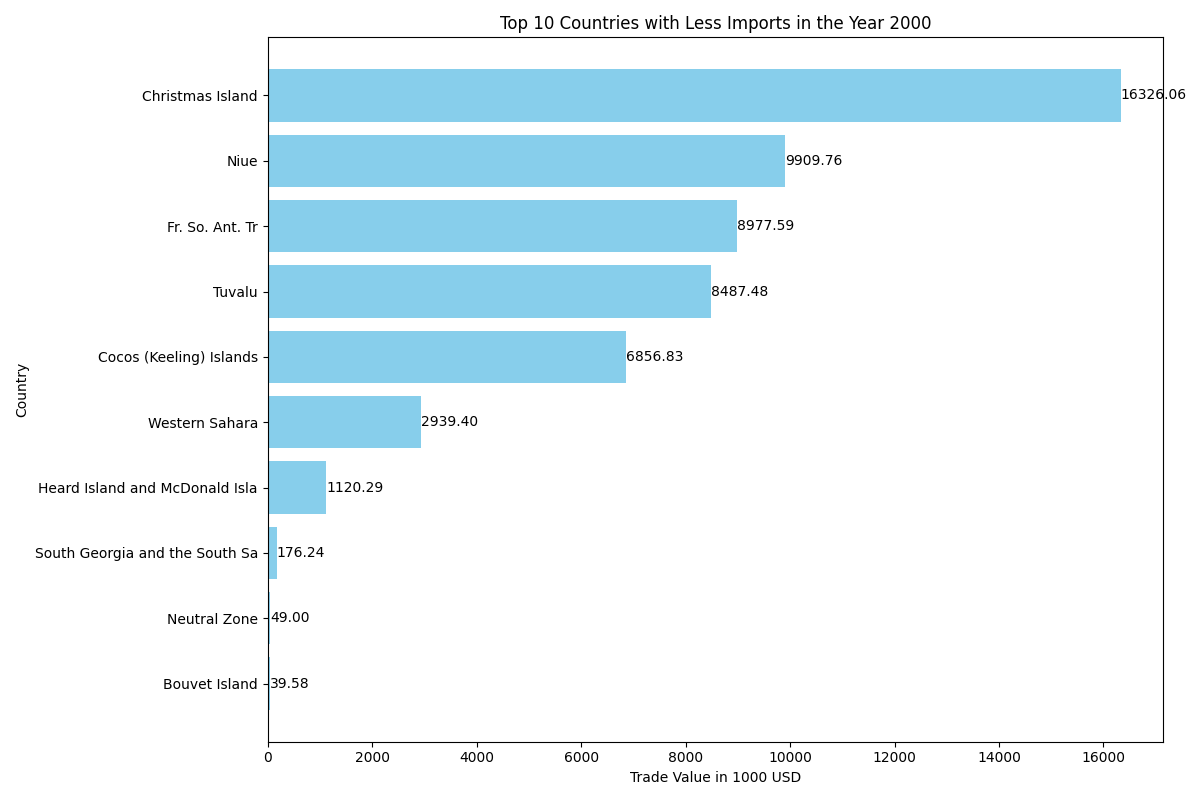 Top 10 Countries with Less Imports in the Year 2000
Christmas Island
16326.06
Niue
9909.76
Fr. So. Ant. Tr
8977.59
Tuvalu
8487.48
Cocos (Keeling) Islands
6856.83
Western Sahara
2939.40
Heard Island and McDonald Isla
1120.29
South Georgia and the South Sa
176.24
Neutral Zone
49.00
Bouvet Island
39.58
Country
0 2000 4000 6000 8000 10000 12000 14000 16000
Trade Value in 1000 USD